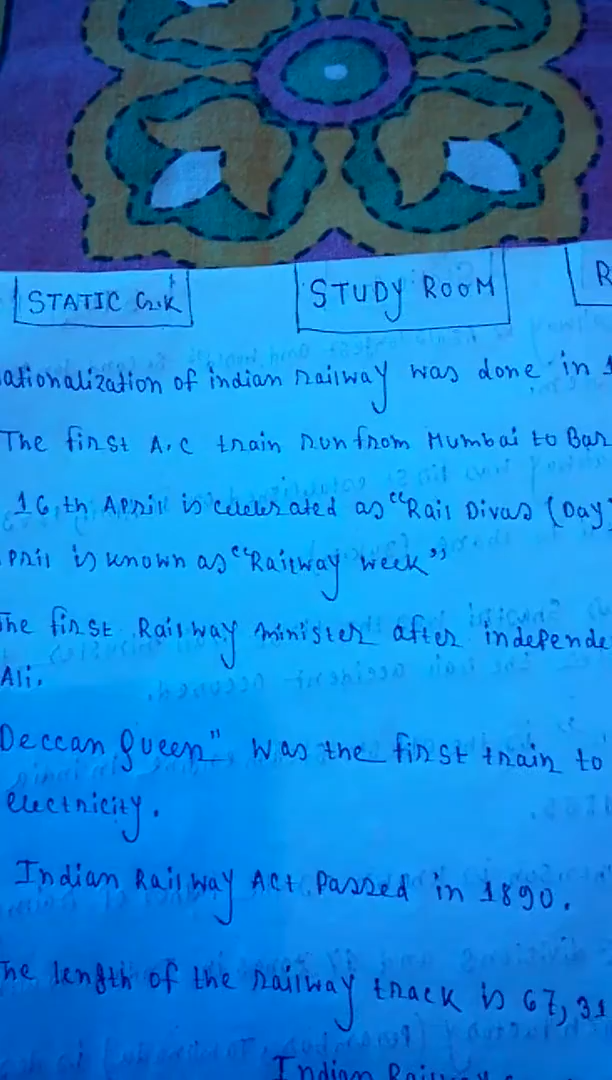 STATIC G.K
STUDY ROOM
R
ationalization of indian railway was done in 1
The first A.C train run from Mumbai to Bar
16th April is celebrated as "Rail Divas (Day
pril is known as "Railway week"
The first Railway minister after independe
Ali.
Deccan Queen" was the first train to
electricity.
Indian Railway Act Passed in 1890.
he length of the railway track is 67,31
Indian Railway